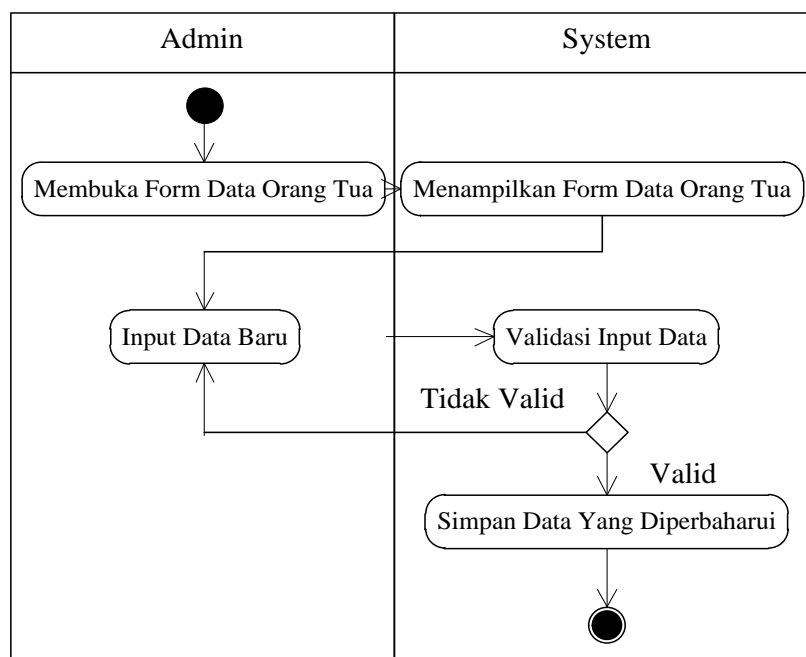 Admin
System
Membuka Form Data Orang Tua
Menampilkan Form Data Orang Tua
Input Data Baru
Validasi Input Data
Tidak Valid
Valid
Simpan Data Yang Diperbaharui